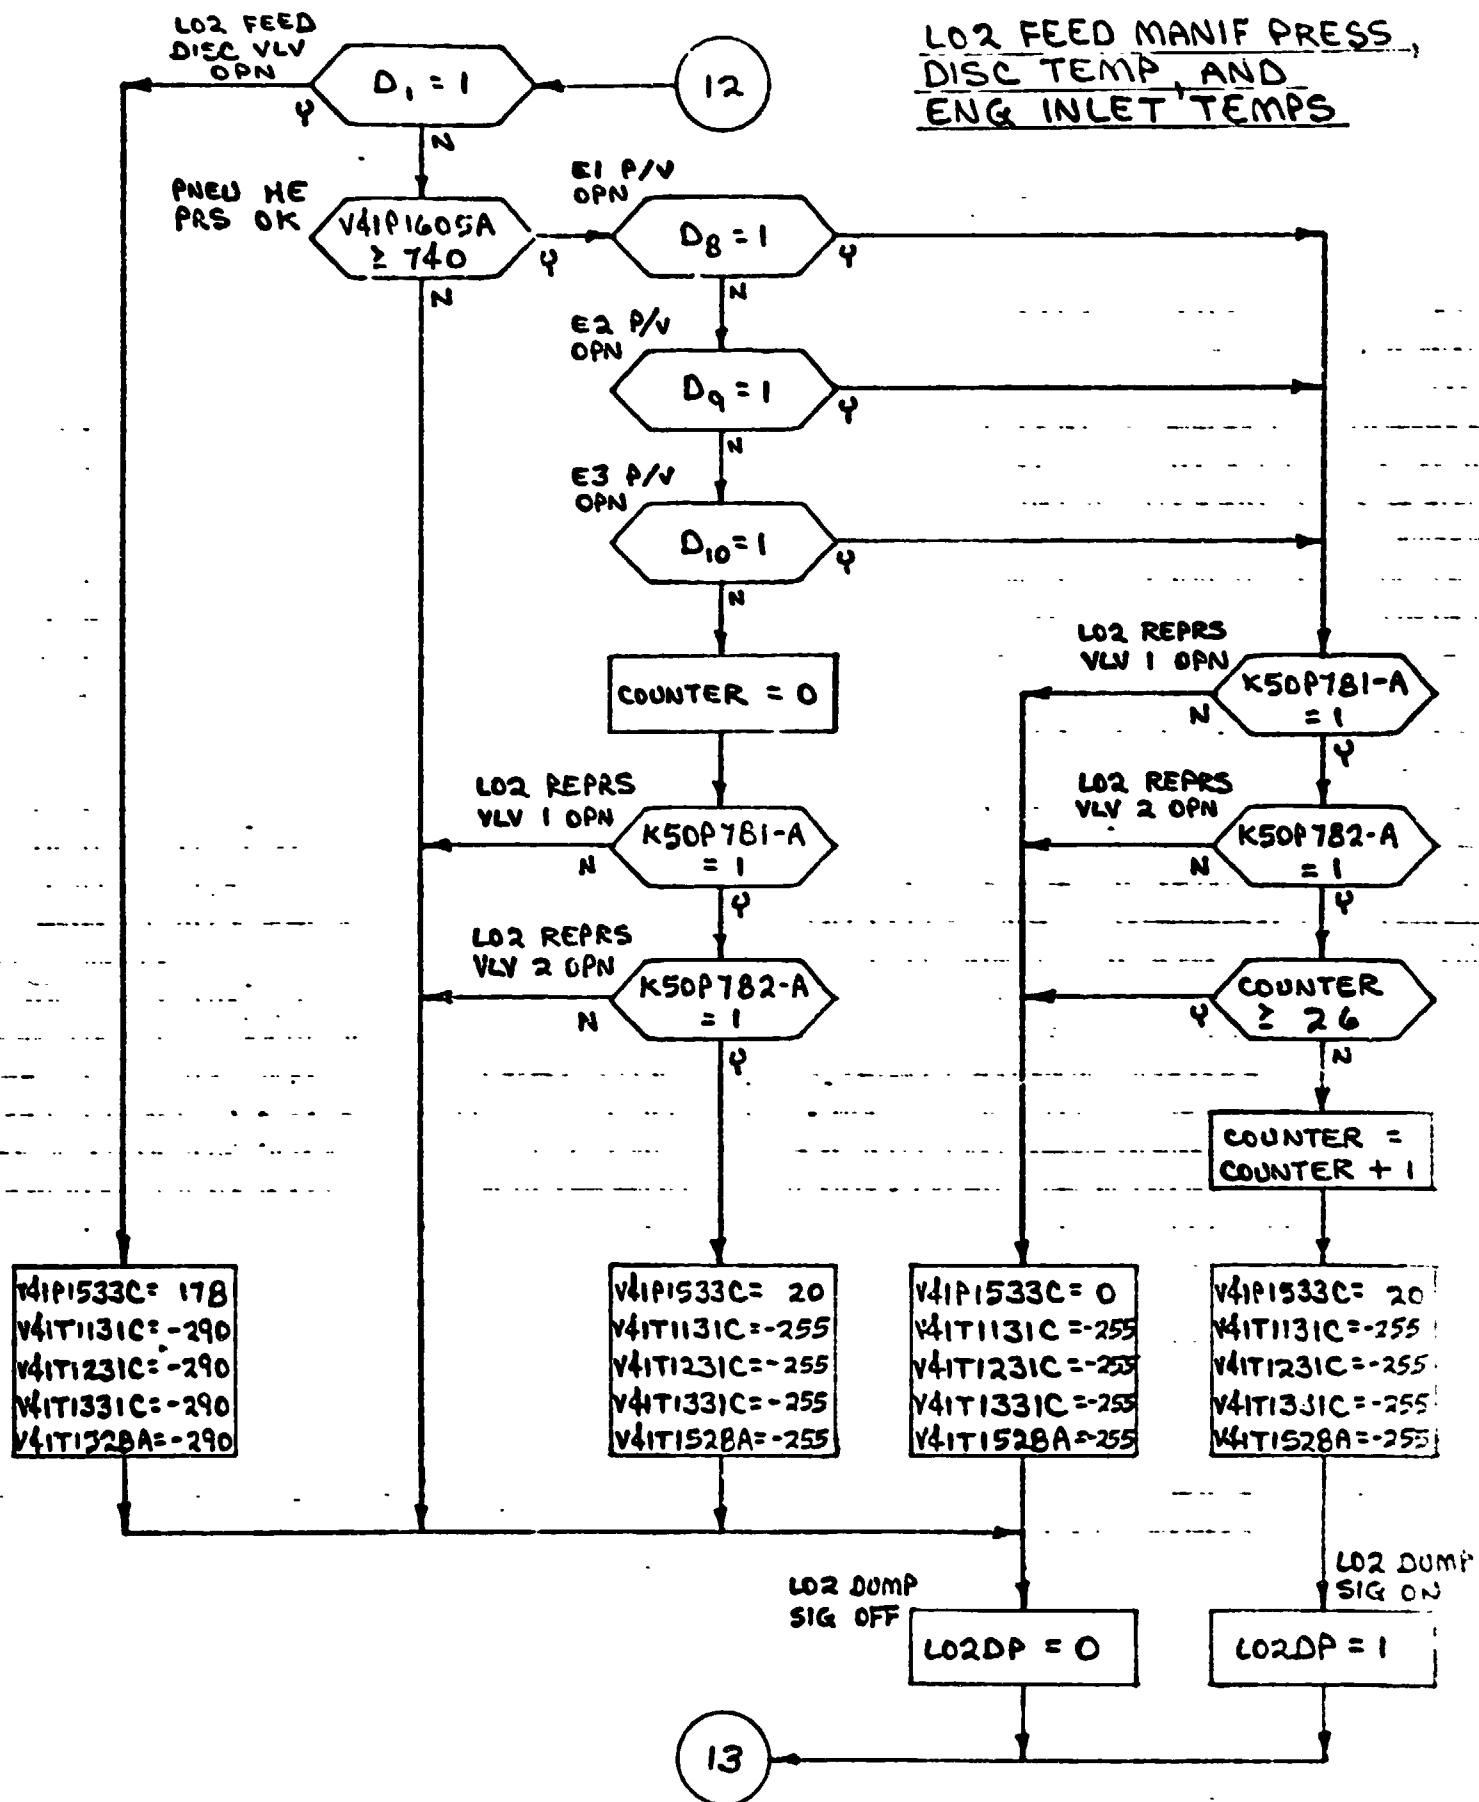 LO2 FEED MANIF PRESS,
DISC TEMP, AND
ENG INLET TEMPS
LO2 FEED
DISC VLV
OPN
D1 = 1
12
Y
N
PNEU HE
PRS OK
V41P1605A
≥ 740
Y
N
E1 P/V
OPN
D8 = 1
Y
N
E2 P/V
OPN
D9 = 1
Y
N
E3 P/V
OPN
D10 = 1
Y
N
COUNTER = 0
LO2 REPRS
VLV 1 OPN
K50P781-A
= 1
N
Y
LO2 REPRS
VLV 1 OPN
K50P781-A
= 1
N
Y
LO2 REPRS
VLV 2 OPN
K50P782-A
= 1
N
Y
LO2 REPRS
VLV 2 OPN
K50P782-A
= 1
N
Y
COUNTER
≥ 26
Y
N
COUNTER =
COUNTER + 1
V41P1533C = 178
V41T1131C = -290
V41T1231C = -290
V41T1331C = -290
V41T1528A = -290
V41P1533C = 20
V41T1131C = -255
V41T1231C = -255
V41T1331C = -255
V41T1528A = -255
V41P1533C = 0
V41T1131C = -255
V41T1231C = -255
V41T1331C = -255
V41T1528A = -255
V41P1533C = 20
V41T1131C = -255
V41T1231C = -255
V41T1331C = -255
V41T1528A = -255
LO2 DUMP
SIG OFF
LO2DP = 0
LO2 DUMP
SIG ON
LO2DP = 1
13